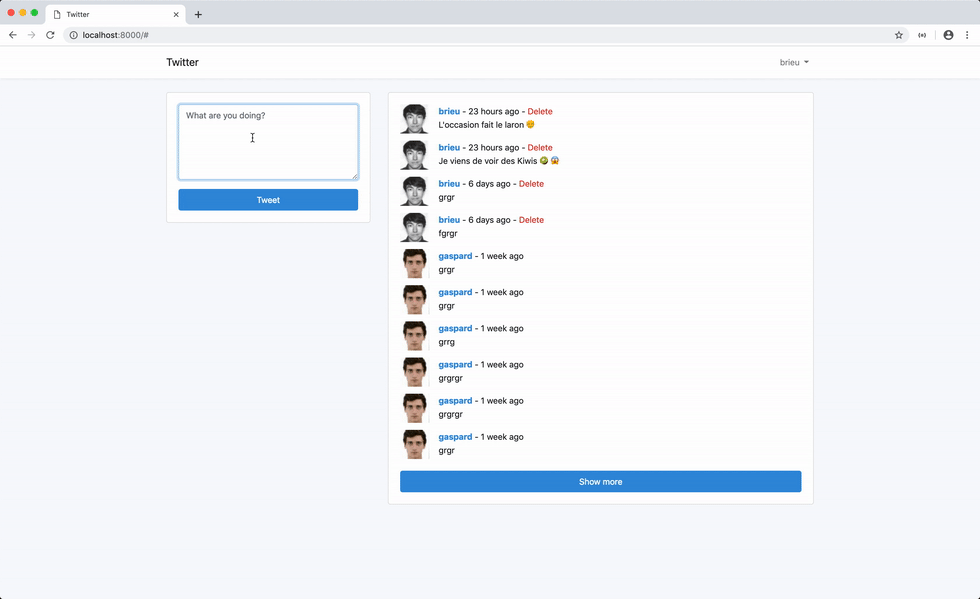 Twitter
localhost:8000/#
Twitter
brieu
What are you doing?
Tweet
brieu - 23 hours ago - Delete
L'occasion fait le laron 😇
brieu - 23 hours ago - Delete
Je viens de voir des Kiwis 🥝 😱
brieu - 6 days ago - Delete
grgr
brieu - 6 days ago - Delete
fgrgr
gaspard - 1 week ago
grgr
gaspard - 1 week ago
grgr
gaspard - 1 week ago
grrg
gaspard - 1 week ago
grgrgr
gaspard - 1 week ago
grgrgr
gaspard - 1 week ago
grgr
Show more